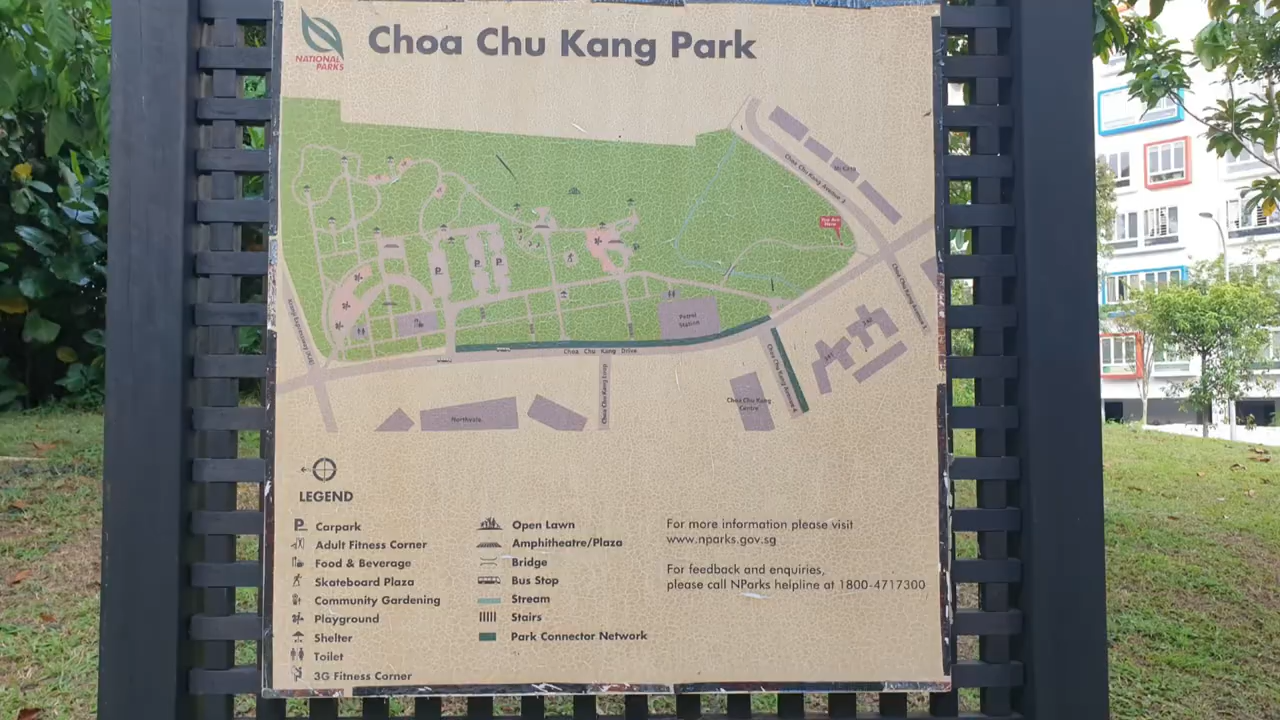 NATIONAL
PARKS
Choa Chu Kang Park
Choa Chu Kang Avenue 3
You Are
Here
P
P
P
Petrol
Station
Choa Chu Kang Drive
Choa Chu Kang Loop
Choa Chu Kang Avenue 4
Choa Chu Kang
Centre
Northvale
LEGEND
P Carpark
Adult Fitness Corner
Food & Beverage
Skateboard Plaza
Community Gardening
Playground
Shelter
Toilet
3G Fitness Corner
Open Lawn
Amphitheatre/Plaza
Bridge
Bus Stop
Stream
Stairs
Park Connector Network
For more information please visit
www.nparks.gov.sg
For feedback and enquiries,
please call NParks helpline at 1800-4717300